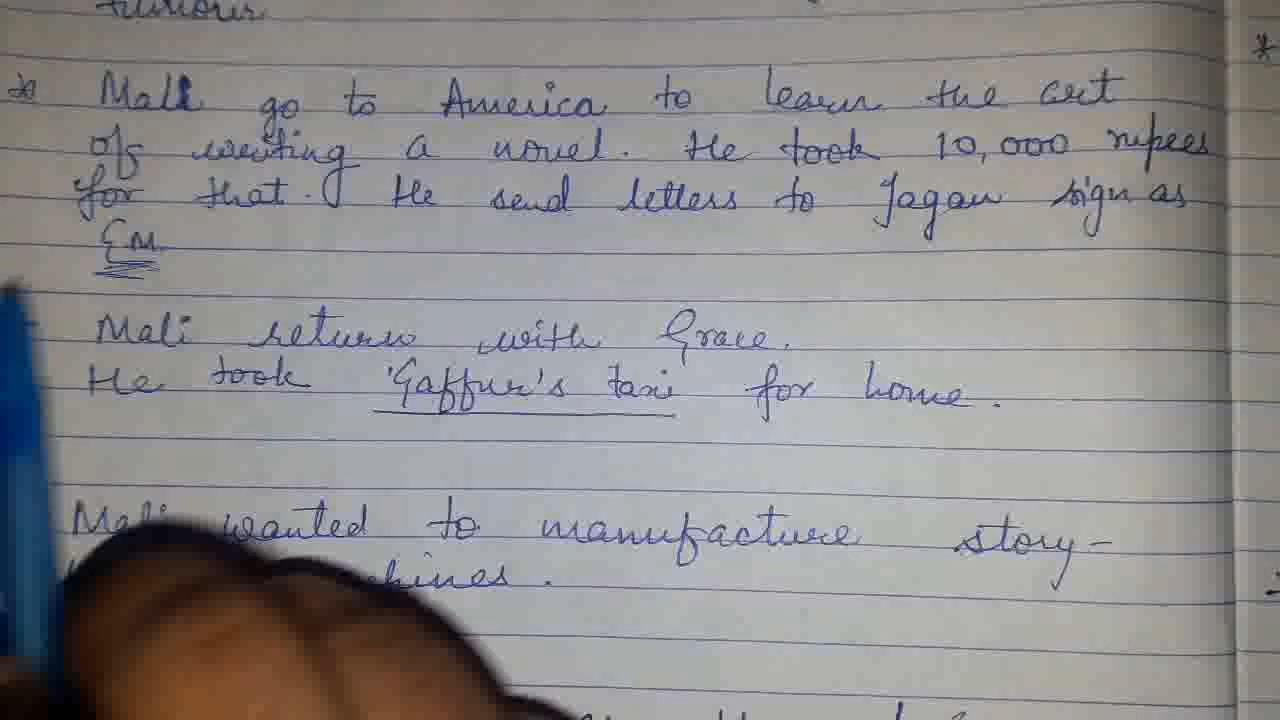 * Mali go to America to learn the art
of writing a novel. He took 10,000 rupees
for that. He send letters to Jagan sign as
Em
Mali return with Grace.
He took 'Gaffur's taxi' for home.
Mali wanted to manufacture story-